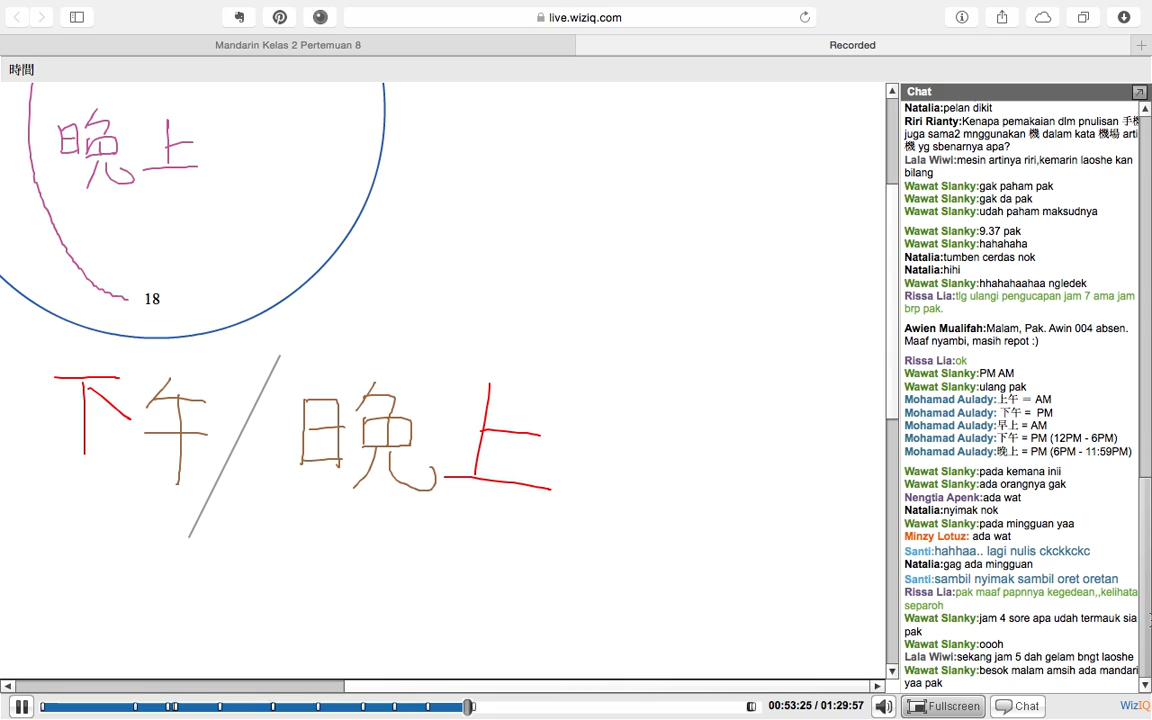 live.wiziq.com
Mandarin Kelas 2 Pertemuan 8
Recorded
時間
晚上
18
下午/晚上
Chat
Natalia:pelan dikit
Riri Rianty:Kenapa pemakaian dlm pnulisan 手機
juga sama2 mnggunakan 機 dalam kata 機場 arti
機 yg sbenarnya apa?
Lala Wiwi:mesin artinya riri,kemarin laoshe kan
bilang
Wawat Slanky:gak paham pak
Wawat Slanky:gak da pak
Wawat Slanky:udah paham maksudnya
Wawat Slanky:9.37 pak
Wawat Slanky:hahahaha
Natalia:tumben cerdas nok
Natalia:hihi
Wawat Slanky:hhahahaahaa ngledek
Rissa Lia:tlg ulangi pengucapan jam 7 ama jam
brp pak.
Awien Mualifah:Malam, Pak. Awin 004 absen.
Maaf nyambi, masih repot :)
Rissa Lia:ok
Wawat Slanky:PM AM
Wawat Slanky:ulang pak
Mohamad Aulady:上午 = AM
Mohamad Aulady: 下午 = PM
Mohamad Aulady:早上 = AM
Mohamad Aulady:下午 = PM (12PM - 6PM)
Mohamad Aulady:晚上 = PM (6PM - 11:59PM)
Wawat Slanky:pada kemana inii
Wawat Slanky:ada orangnya gak
Nengtia Apenk:ada wat
Natalia:nyimak nok
Wawat Slanky:pada mingguan yaa
Minzy Lotuz: ada wat
Santi:hahhaa.. lagi nulis ckckkckc
Natalia:gag ada mingguan
Santi:sambil nyimak sambil oret oretan
Rissa Lia:pak maaf papnnya kegedean,,kelihata
separoh
Wawat Slanky:jam 4 sore apa udah termauk sia
pak
Wawat Slanky:oooh
Lala Wiwi:sekang jam 5 dah gelam bngt laoshe
Wawat Slanky:besok malam amsih ada mandari
yaa pak
00:53:25 / 01:29:57
Fullscreen
Chat
WizIQ